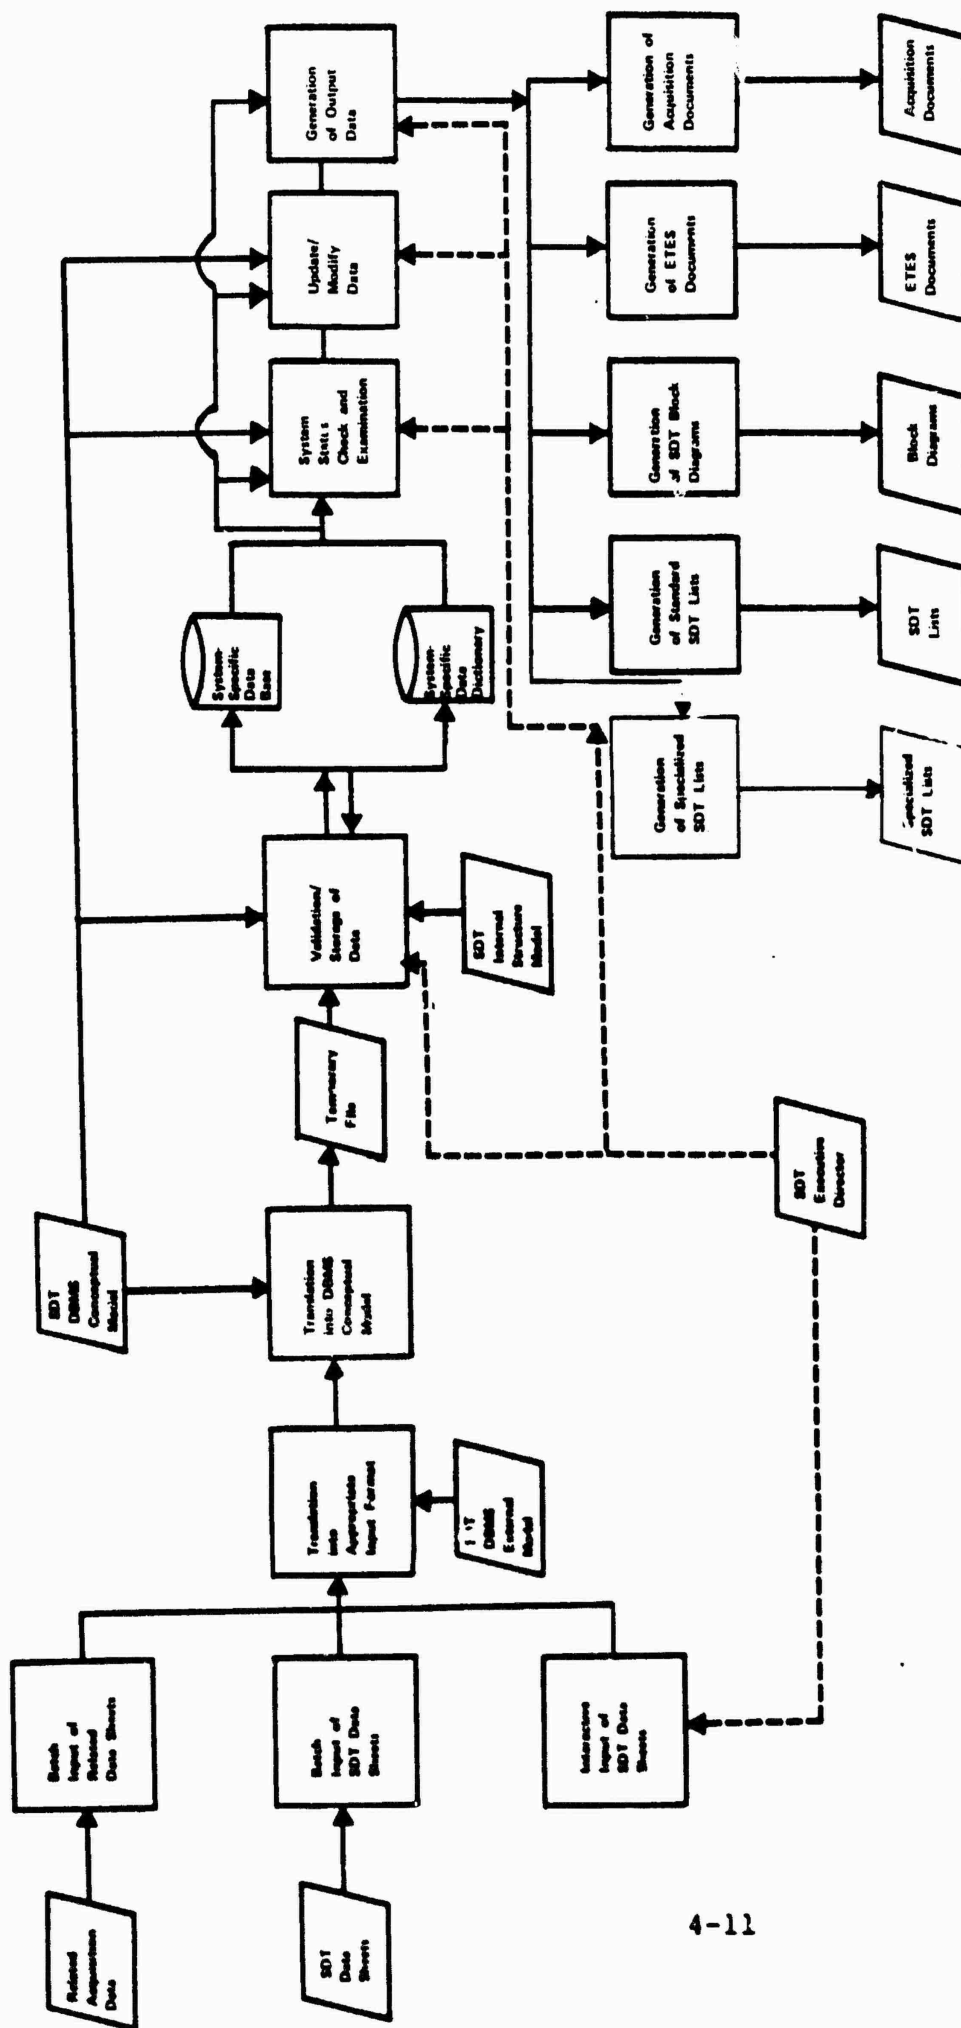 Related
Acquisition
Data
SDT
Data
Sheets
Batch
Input of
Related
Data Sheets
Batch
Input of
SDT Data
Sheets
Interactive
Input of
SDT Data
Sheets
Translation
into
Appropriate
Input Format
DBMS
External
Model
SDT
DBMS
Conceptual
Model
Translation
into DBMS
Conceptual
Model
Temporary
File
Validation/
Storage of
Data
SDT
Internal
Structure
Model
SDT
Executive
Director
System-
Specific
Data
Base
System-
Specific
Data
Dictionary
System
Status
Check and
Examination
Update/
Modify
Data
Generation
of Output
Data
Generation
of Specialized
SDT Lists
Generation
of Standard
SDT Lists
Generation
of SDT Block
Diagrams
Generation
of ETES
Documents
Generation of
Acquisition
Documents
Specialized
SDT Lists
SDT
Lists
Block
Diagrams
ETES
Documents
Acquisition
Documents
4-11